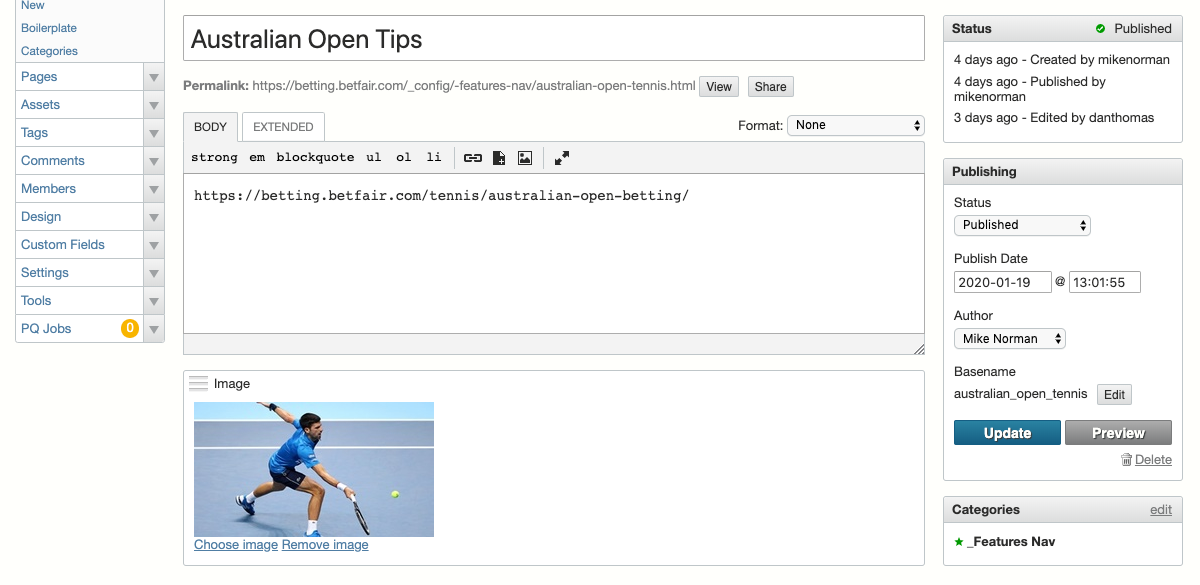 New
Boilerplate
Categories
Pages
Assets
Tags
Comments
Members
Design
Custom Fields
Settings
Tools
PQ Jobs 0
Australian Open Tips
Permalink: https://betting.betfair.com/_config/-features-nav/australian-open-tennis.html View Share
BODY EXTENDED Format: None
strong em blockquote ul ol li
https://betting.betfair.com/tennis/australian-open-betting/
Image
Choose image Remove image
Status Published
4 days ago - Created by mikenorman
4 days ago - Published by
mikenorman
3 days ago - Edited by danthomas
Publishing
Status
Published
Publish Date
2020-01-19 @ 13:01:55
Author
Mike Norman
Basename
australian_open_tennis Edit
Update Preview
Delete
Categories edit
_Features Nav